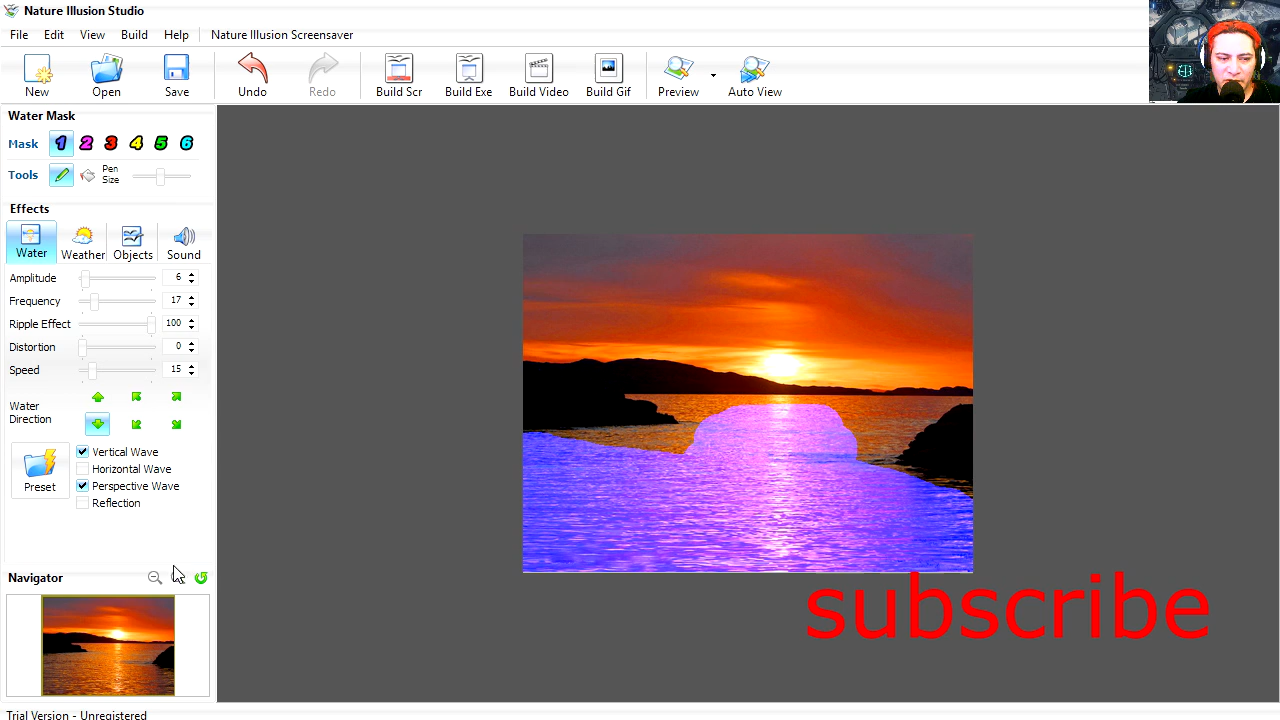 Nature Illusion Studio
File Edit View Build Help Nature Illusion Screensaver
New Open Save Undo Redo Build Scr Build Exe Build Video Build Gif Preview Auto View
Water Mask
Mask 1 2 3 4 5 6
Tools Pen Size
Effects
Water Weather Objects Sound
Amplitude 6
Frequency 17
Ripple Effect 100
Distortion 0
Speed 15
Water Direction
Preset
Vertical Wave
Horizontal Wave
Perspective Wave
Reflection
Navigator
subscribe
Trial Version - Unregistered